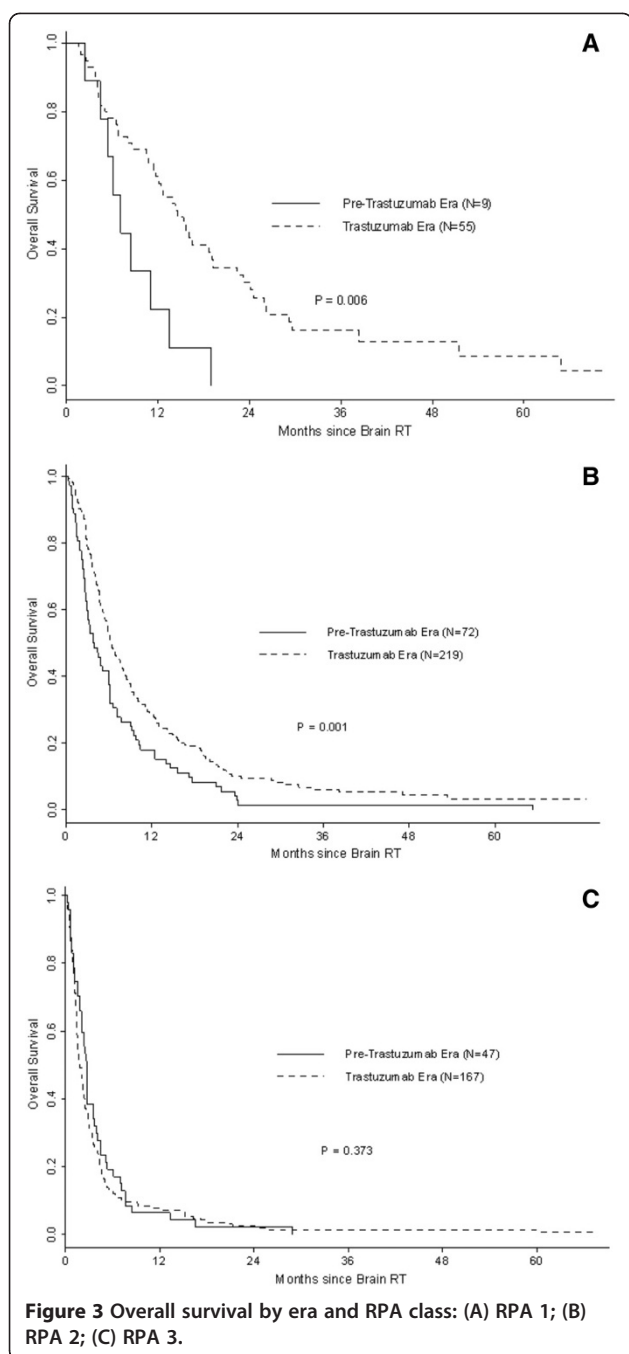 A
1.0
0.8
0.6
0.4
0.2
0.0
Overall Survival
Pre-Trastuzumab Era (N=9)
Trastuzumab Era (N=55)
P = 0.006
0 12 24 36 48 60
Months since Brain RT
B
1.0
0.8
0.6
0.4
0.2
0.0
Overall Survival
Pre-Trastuzumab Era (N=72)
Trastuzumab Era (N=219)
P = 0.001
0 12 24 36 48 60
Months since Brain RT
C
1.0
0.8
0.6
0.4
0.2
0.0
Overall Survival
Pre-Trastuzumab Era (N=47)
Trastuzumab Era (N=167)
P = 0.373
0 12 24 36 48 60
Months since Brain RT
Figure 3 Overall survival by era and RPA class: (A) RPA 1; (B)
RPA 2; (C) RPA 3.